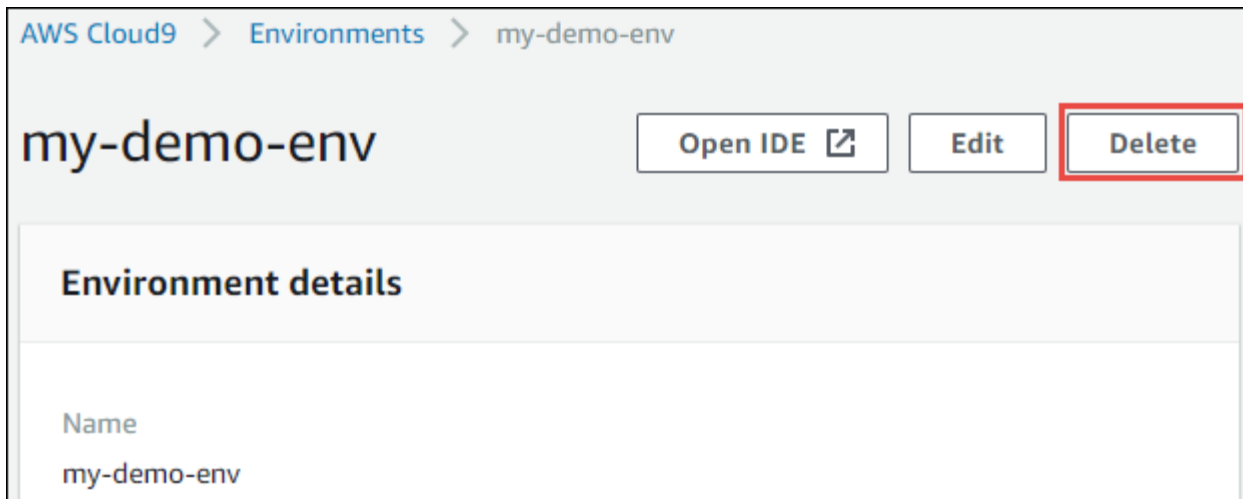 AWS Cloud9 > Environments > my-demo-env
my-demo-env Open IDE Edit Delete
Environment details
Name
my-demo-env